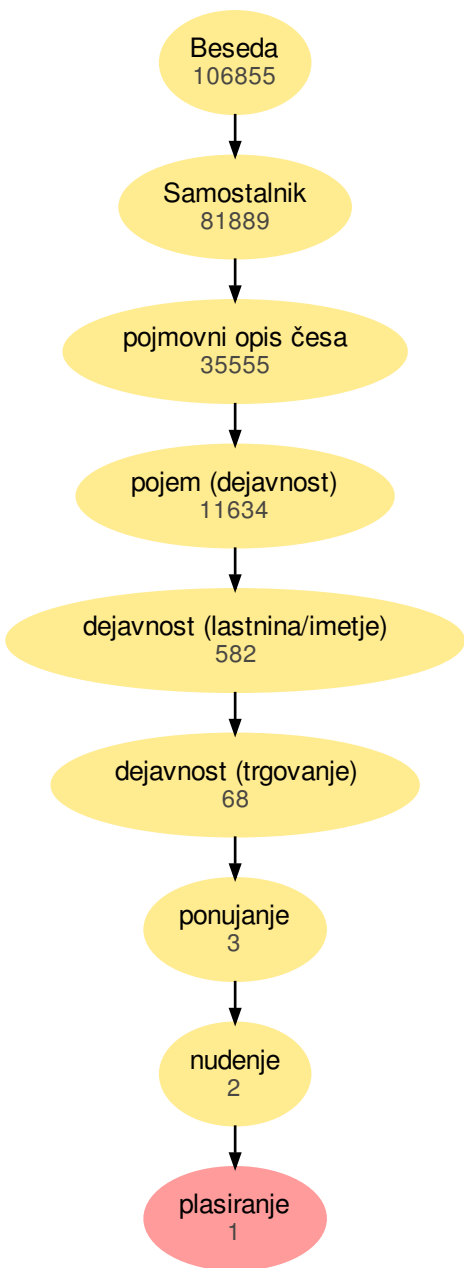 Beseda
106855
Samostalnik
81889
pojmovni opis česa
35555
pojem (dejavnost)
11634
dejavnost (lastnina/imetje)
582
dejavnost (trgovanje)
68
ponujanje
3
nudenje
2
plasiranje
1